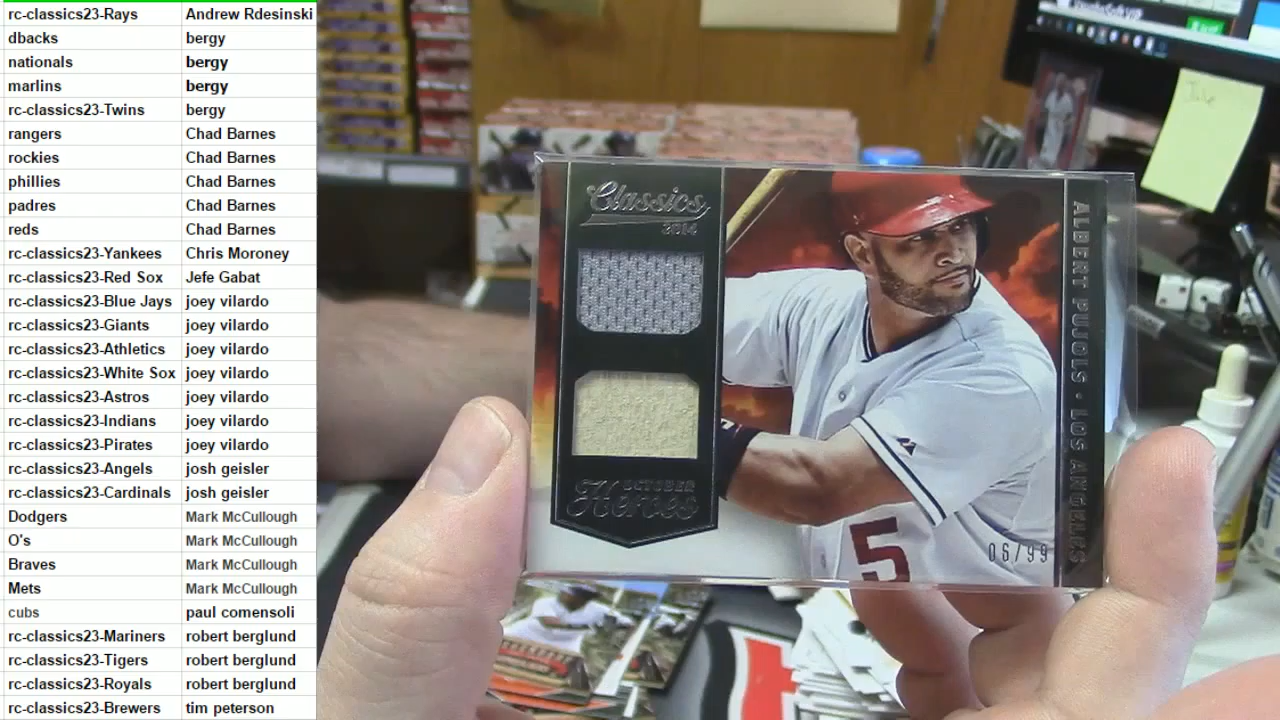 rc-classics23-Rays Andrew Rdesinski
dbacks bergy
nationals bergy
marlins bergy
rc-classics23-Twins bergy
rangers Chad Barnes
rockies Chad Barnes
phillies Chad Barnes
padres Chad Barnes
reds Chad Barnes
rc-classics23-Yankees Chris Moroney
rc-classics23-Red Sox Jefe Gabat
rc-classics23-Blue Jays joey vilardo
rc-classics23-Giants joey vilardo
rc-classics23-Athletics joey vilardo
rc-classics23-White Sox joey vilardo
rc-classics23-Astros joey vilardo
rc-classics23-Indians joey vilardo
rc-classics23-Pirates joey vilardo
rc-classics23-Angels josh geisler
rc-classics23-Cardinals josh geisler
Dodgers Mark McCullough
O's Mark McCullough
Braves Mark McCullough
Mets Mark McCullough
cubs paul comensoli
rc-classics23-Mariners robert berglund
rc-classics23-Tigers robert berglund
rc-classics23-Royals robert berglund
rc-classics23-Brewers tim peterson
Classics
2014
OCTOBER
Heroes
ALBERT PUJOLS · LOS ANGELES
5
06/99